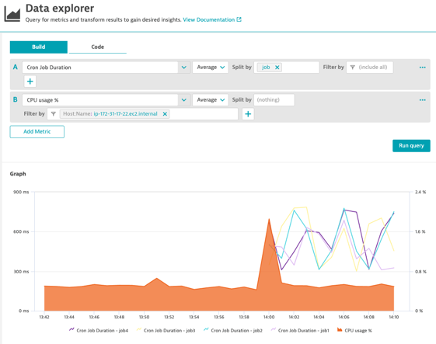 Data explorer
Query for metrics and transform results to gain desired insights. View Documentation
Build Code
A Cron Job Duration Average Split by job × Filter by (include all) ...
+
B CPU usage % Average Split by (nothing) ...
Filter by Host.Name: ip-172-31-17-22.ec2.internal × +
Add Metric
Run query
Graph
900 ms 2.4 %
600 ms 1.6 %
300 ms 0.8 %
0 ms 0 %
13:42 13:44 13:46 13:48 13:50 13:52 13:54 13:56 13:58 14:00 14:02 14:04 14:06 14:08 14:10
Cron Job Duration - job4 Cron Job Duration - job3 Cron Job Duration - job2 Cron Job Duration - job1 CPU usage %